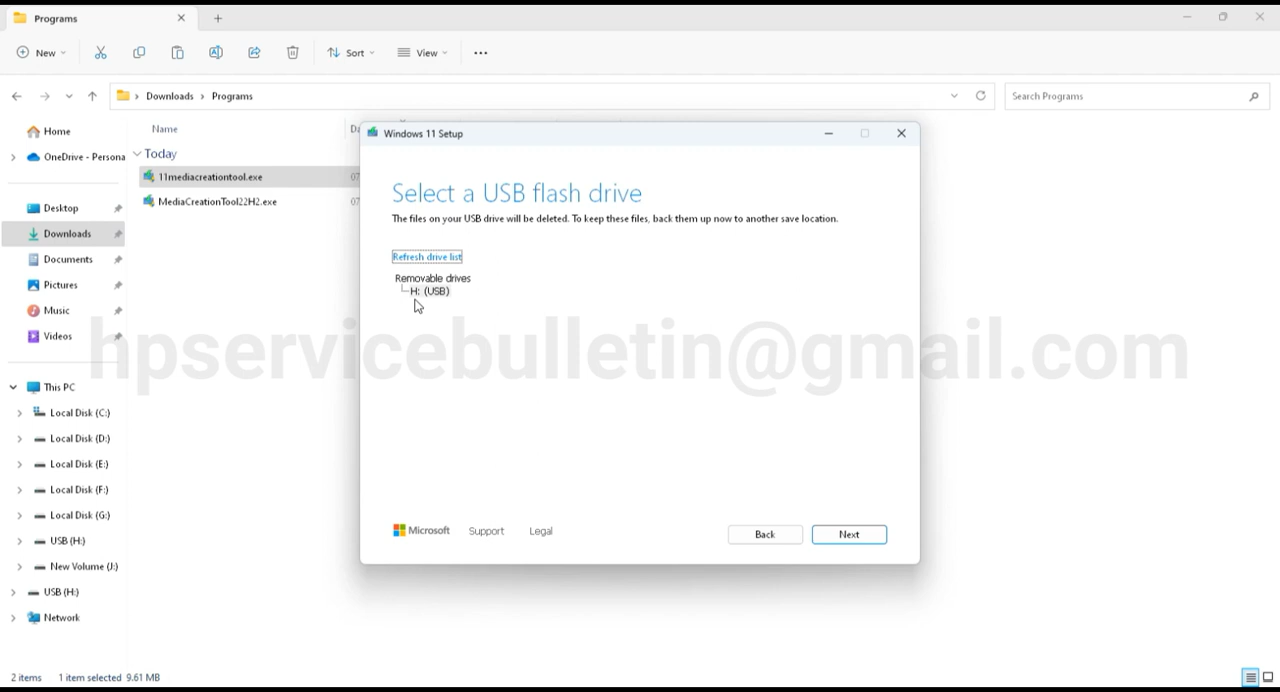 Programs
New
Sort
View
Downloads
Programs
Search Programs
Home
OneDrive - Persona
Desktop
Downloads
Documents
Pictures
Music
Videos
This PC
Local Disk (C:)
Local Disk (D:)
Local Disk (E:)
Local Disk (F:)
Local Disk (G:)
USB (H:)
New Volume (J:)
USB (H:)
Network
Name
Da
Today
11mediacreationtool.exe
07
MediaCreationTool22H2.exe
07
Windows 11 Setup
Select a USB flash drive
The files on your USB drive will be deleted. To keep these files, back them up now to another save location.
Refresh drive list
Removable drives
H: (USB)
Microsoft
Support
Legal
Back
Next
hpservicebulletin@gmail.com
2 items
1 item selected 9.61 MB